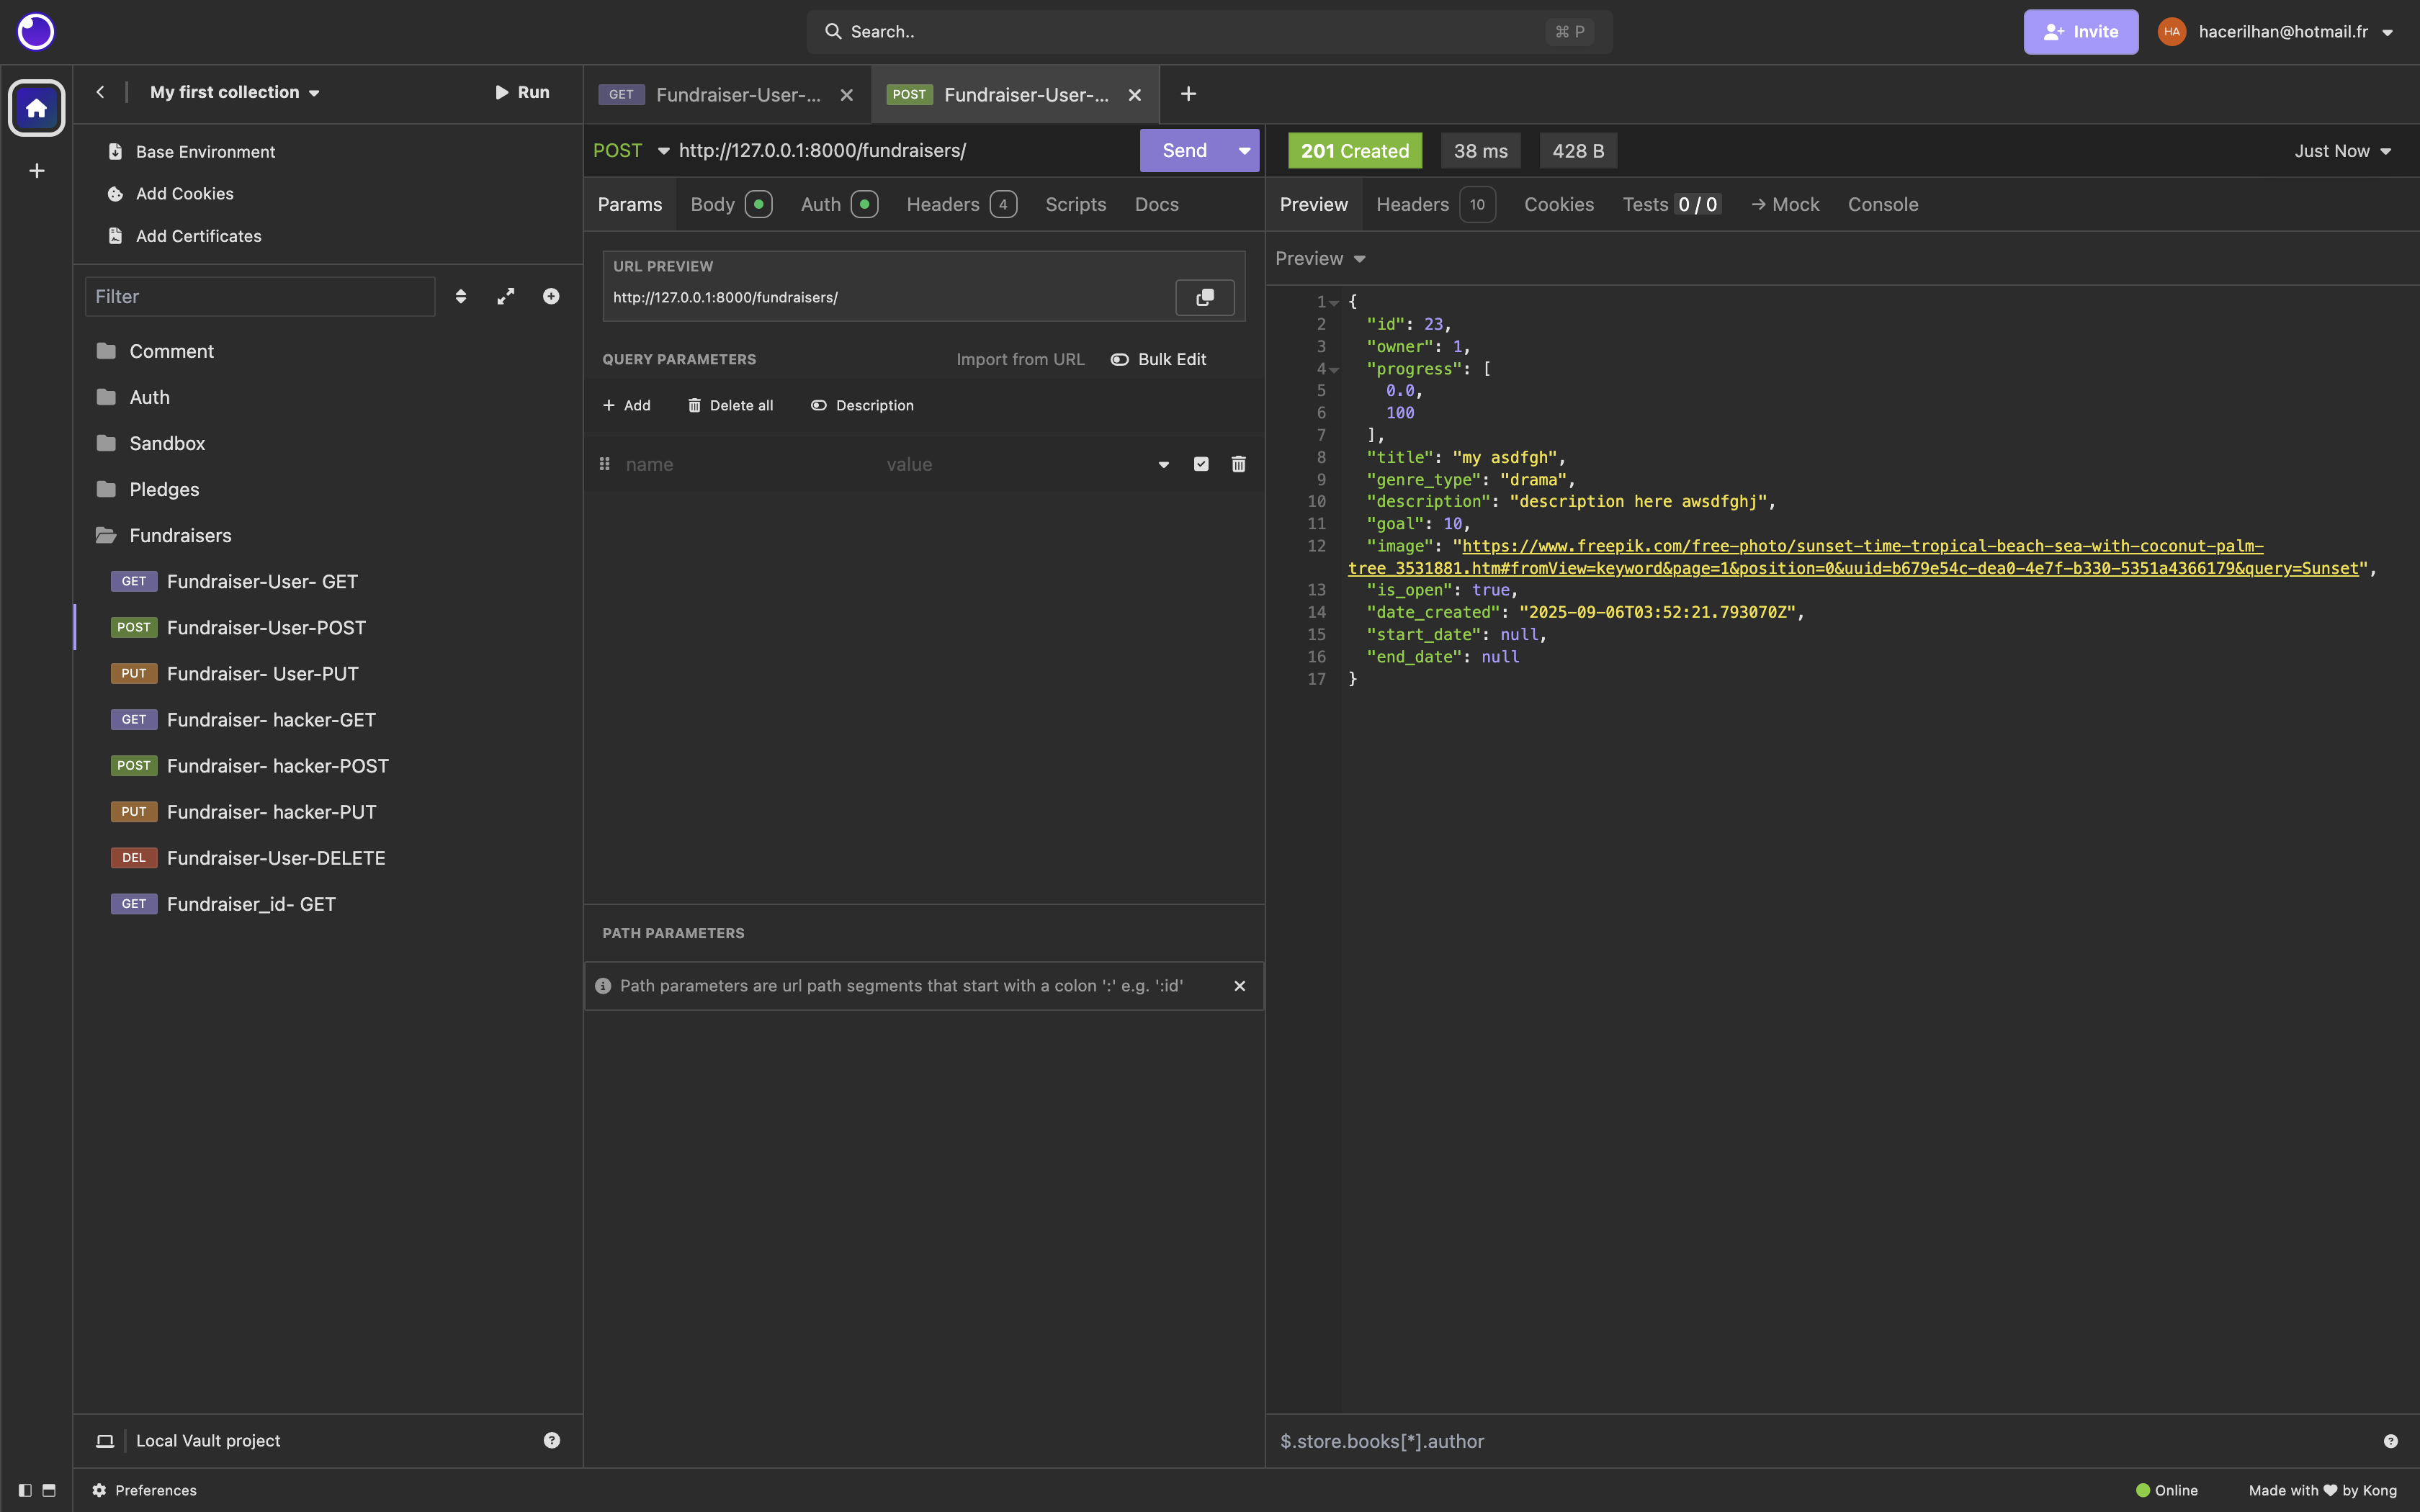 Search..
⌘ P
Invite
HA
hacerilhan@hotmail.fr
My first collection
Run
Base Environment
Add Cookies
Add Certificates
Filter
Comment
Auth
Sandbox
Pledges
Fundraisers
GET Fundraiser-User- GET
POST Fundraiser-User-POST
PUT Fundraiser- User-PUT
GET Fundraiser- hacker-GET
POST Fundraiser- hacker-POST
PUT Fundraiser- hacker-PUT
DEL Fundraiser-User-DELETE
GET Fundraiser_id- GET
Local Vault project
Preferences
GET Fundraiser-User-...
POST Fundraiser-User-...
POST http://127.0.0.1:8000/fundraisers/
Send
Params Body Auth Headers 4 Scripts Docs
URL PREVIEW
http://127.0.0.1:8000/fundraisers/
QUERY PARAMETERS Import from URL Bulk Edit
Add Delete all Description
name value
PATH PARAMETERS
Path parameters are url path segments that start with a colon ':' e.g. ':id'
201 Created 38 ms 428 B Just Now
Preview Headers 10 Cookies Tests 0 / 0 → Mock Console
Preview
1 {
2 "id": 23,
3 "owner": 1,
4 "progress": [
5 0.0,
6 100
7 ],
8 "title": "my asdfgh",
9 "genre_type": "drama",
10 "description": "description here awsdfghj",
11 "goal": 10,
12 "image": "https://www.freepik.com/free-photo/sunset-time-tropical-beach-sea-with-coconut-palm-
tree_3531881.htm#fromView=keyword&page=1&position=0&uuid=b679e54c-dea0-4e7f-b330-5351a4366179&query=Sunset",
13 "is_open": true,
14 "date_created": "2025-09-06T03:52:21.793070Z",
15 "start_date": null,
16 "end_date": null
17 }
$.store.books[*].author
Online
Made with ♥ by Kong